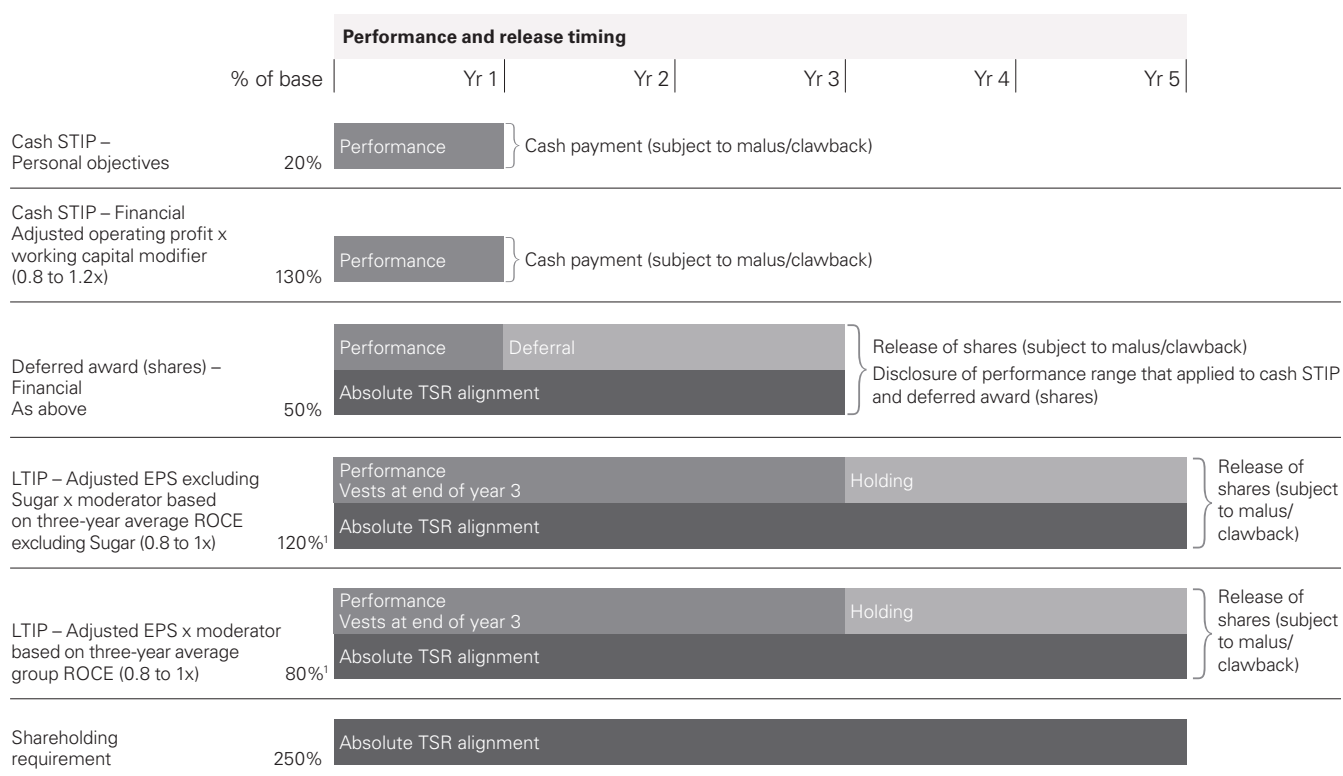 Performance and release timing
% of base Yr 1 Yr 2 Yr 3 Yr 4 Yr 5
Cash STIP –
Personal objectives 20%
Performance
Cash payment (subject to malus/clawback)
Cash STIP – Financial
Adjusted operating profit x
working capital modifier
(0.8 to 1.2x) 130%
Performance
Cash payment (subject to malus/clawback)
Deferred award (shares) –
Financial
As above 50%
Performance Deferral
Absolute TSR alignment
Release of shares (subject to malus/clawback)
Disclosure of performance range that applied to cash STIP
and deferred award (shares)
LTIP – Adjusted EPS excluding
Sugar x moderator based
on three-year average ROCE
excluding Sugar (0.8 to 1x) 120%¹
Performance
Vests at end of year 3
Holding
Absolute TSR alignment
Release of
shares (subject
to malus/
clawback)
LTIP – Adjusted EPS x moderator
based on three-year average
group ROCE (0.8 to 1x) 80%¹
Performance
Vests at end of year 3
Holding
Absolute TSR alignment
Release of
shares (subject
to malus/
clawback)
Shareholding
requirement 250%
Absolute TSR alignment